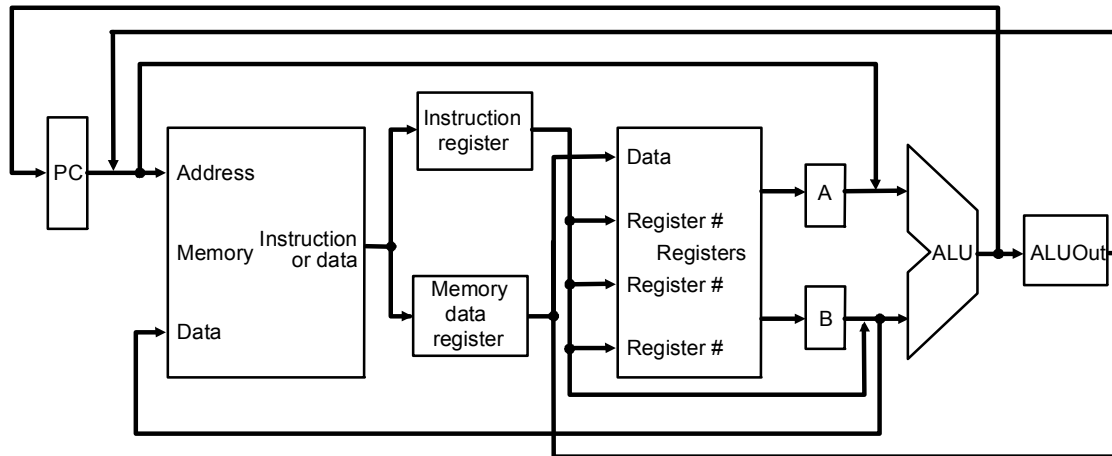 PC
Address
Memory
Instruction
or data
Data
Instruction
register
Memory
data
register
Data
Register #
Registers
Register #
Register #
A
B
ALU
ALUOut